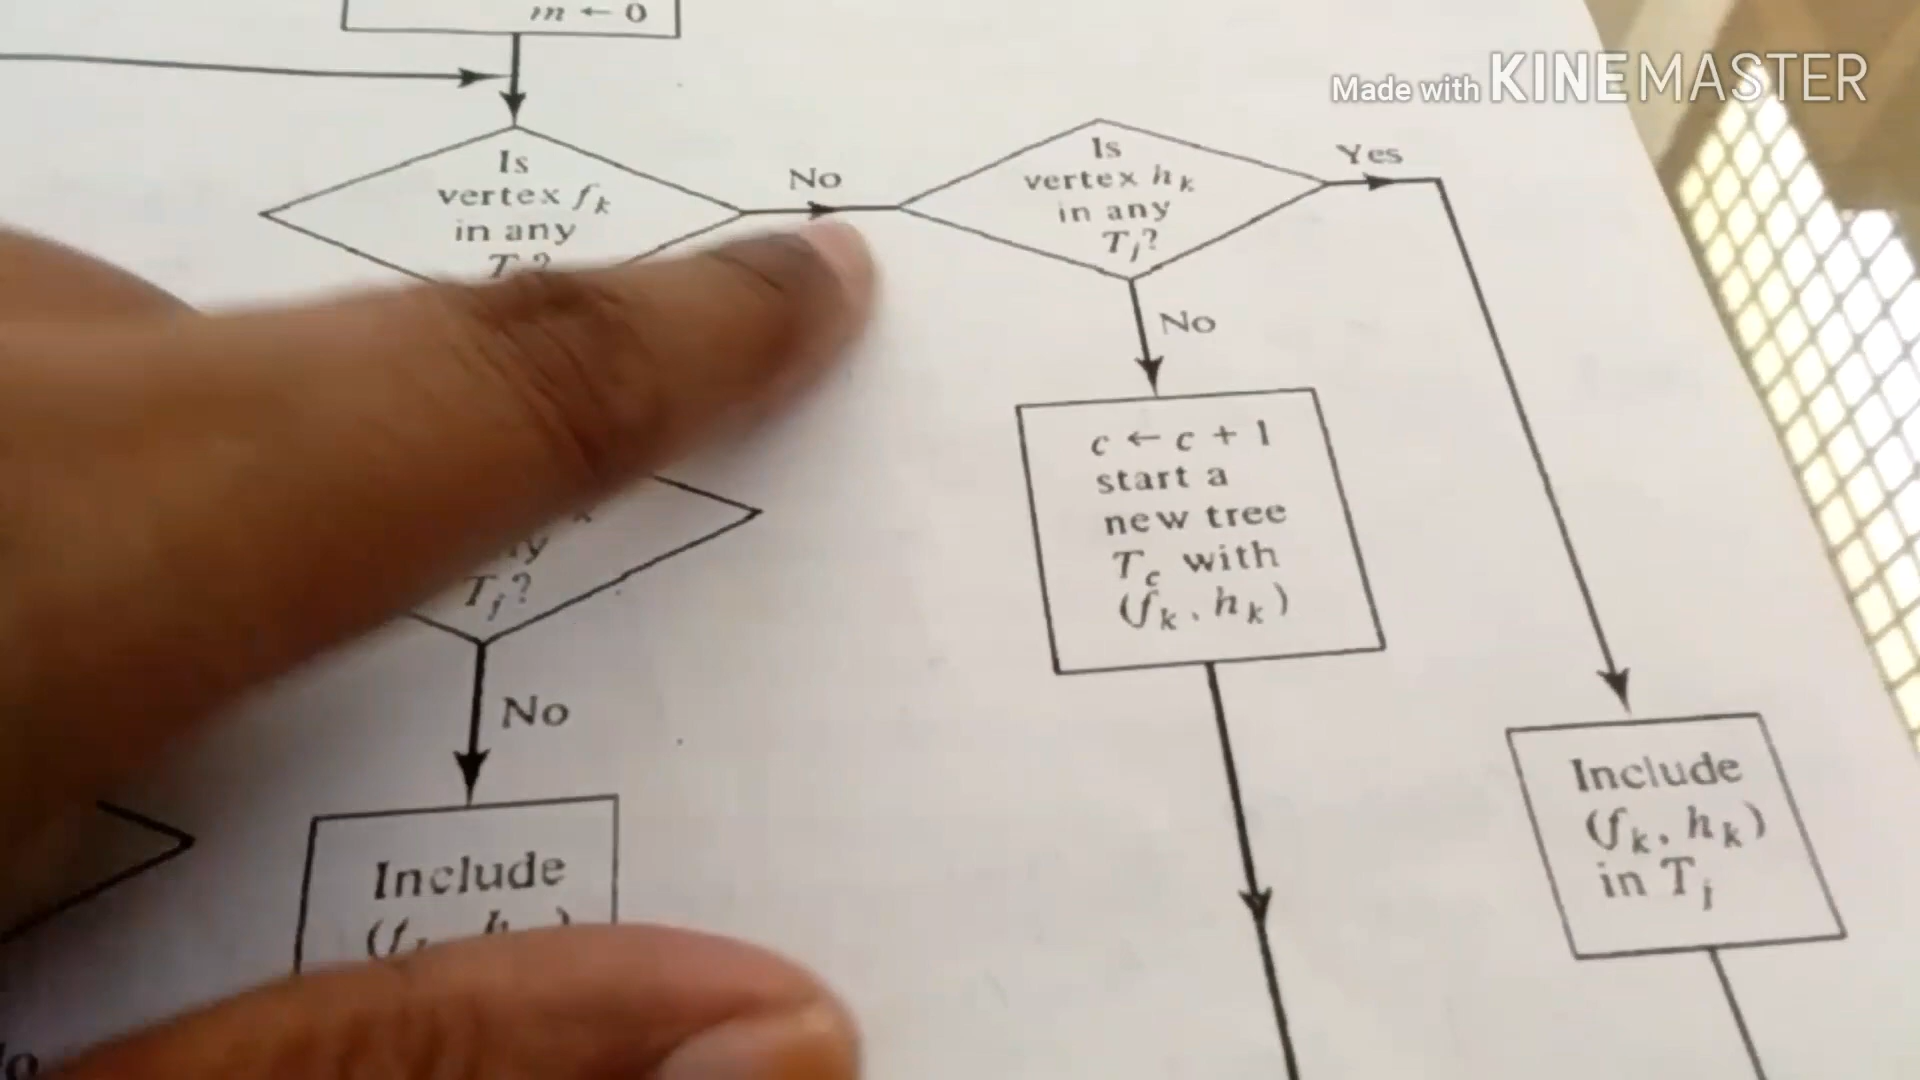 m ← 0
Made with KINEMASTER
Is
vertex f_k
in any
No
Is
vertex h_k
in any
T_j?
Yes
No
c ← c + 1
start a
new tree
T_c with
(f_k, h_k)
T_j?
No
Include
Include
(f_k, h_k)
in T_j